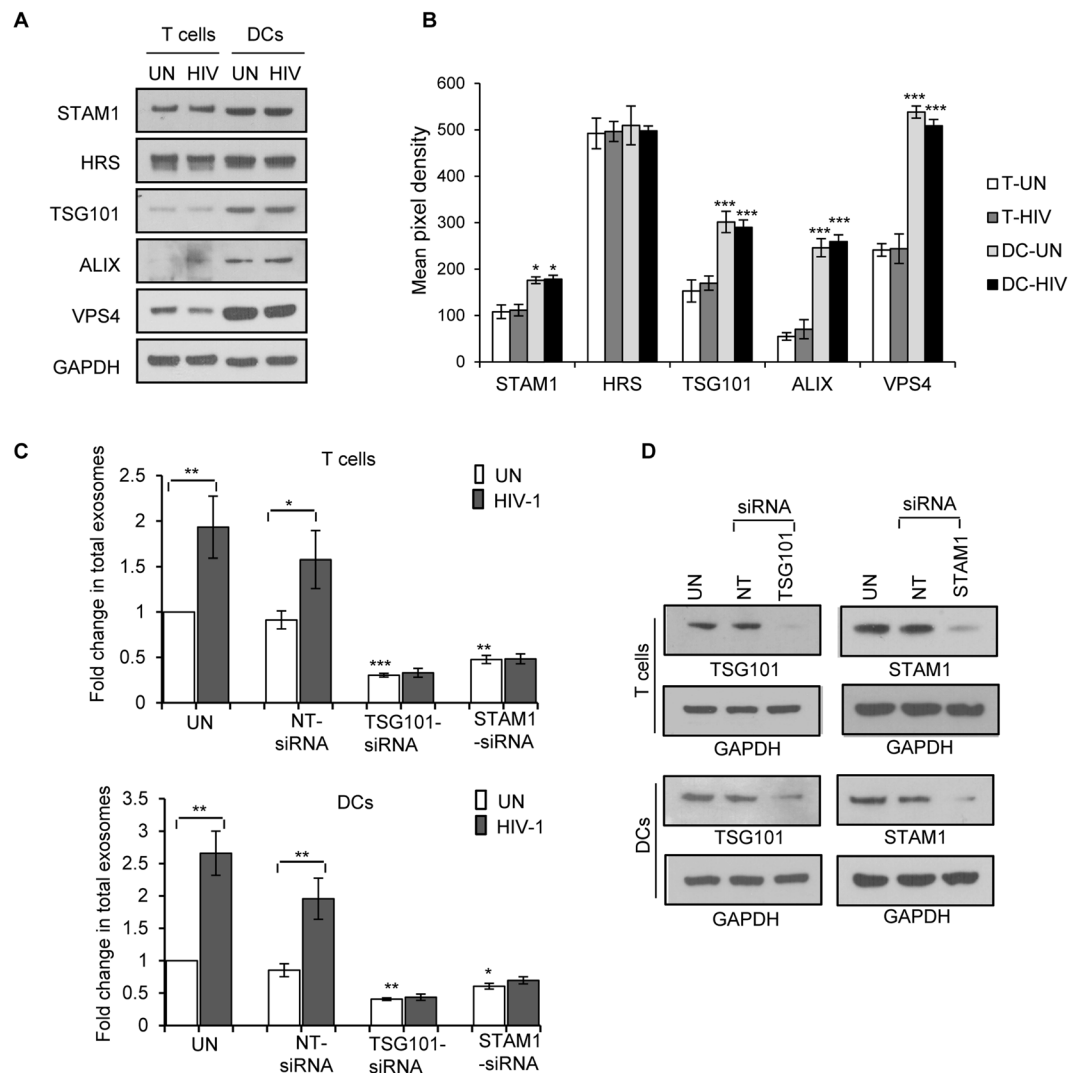 A
T cells DCs
UN HIV UN HIV
STAM1
HRS
TSG101
ALIX
VPS4
GAPDH
B
Mean pixel density
600
500
400
300
200
100
0
* *
*** ***
*** ***
*** ***
STAM1 HRS TSG101 ALIX VPS4
T-UN
T-HIV
DC-UN
DC-HIV
C
T cells
Fold change in total exosomes
2.5
2
1.5
1
0.5
0
**
*
***
**
UN
HIV-1
UN
NT-
siRNA
TSG101-
siRNA
STAM1
-siRNA
DCs
Fold change in total exosomes
3.5
3
2.5
2
1.5
1
0.5
0
**
**
**
*
UN
HIV-1
UN
NT-
siRNA
TSG101-
siRNA
STAM1
-siRNA
D
siRNA
UN
NT
TSG101
siRNA
UN
NT
STAM1
T cells
TSG101
STAM1
GAPDH
GAPDH
DCs
TSG101
STAM1
GAPDH
GAPDH